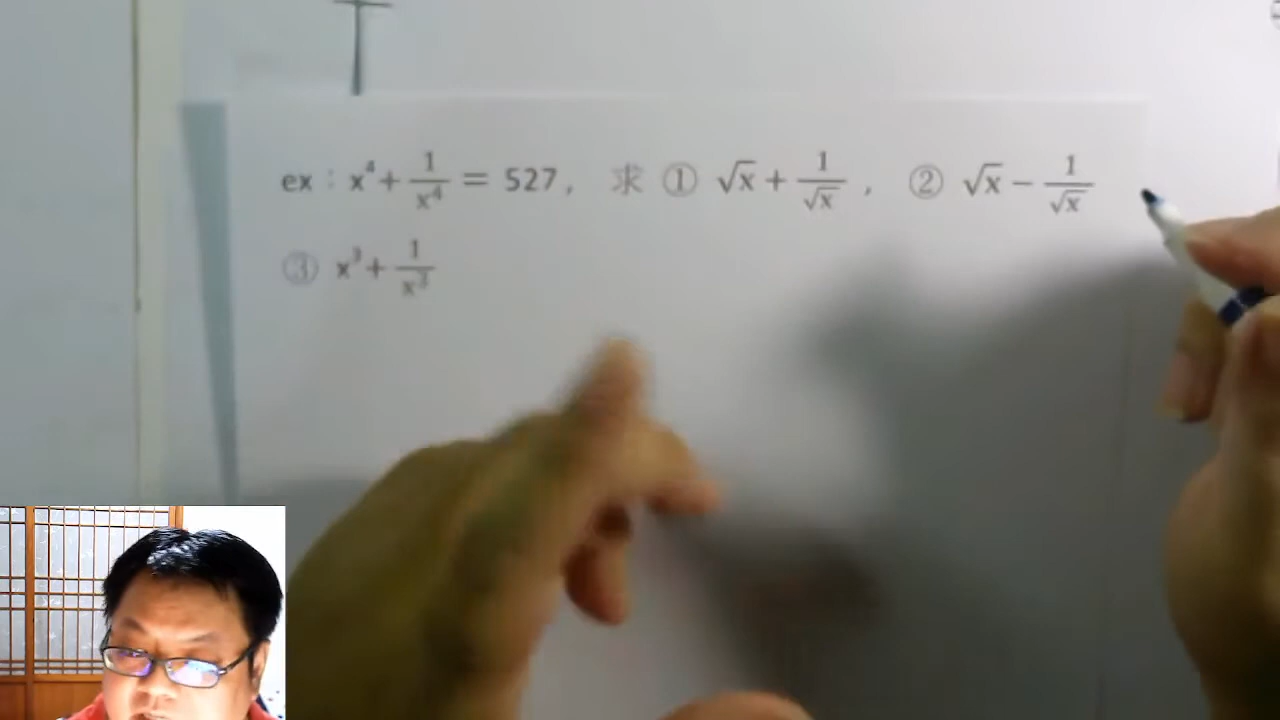 ex：x⁴ + 1/x⁴ = 527， 求 ① √x + 1/√x ， ② √x − 1/√x
③ x³ + 1/x³